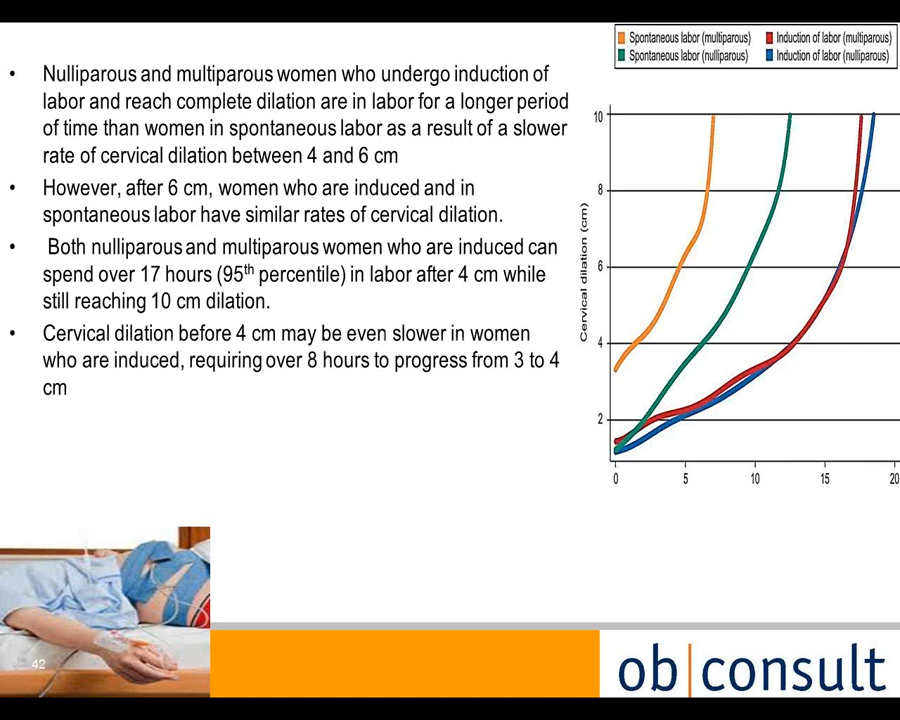 • Nulliparous and multiparous women who undergo induction of
labor and reach complete dilation are in labor for a longer period
of time than women in spontaneous labor as a result of a slower
rate of cervical dilation between 4 and 6 cm
• However, after 6 cm, women who are induced and in
spontaneous labor have similar rates of cervical dilation.
• Both nulliparous and multiparous women who are induced can
spend over 17 hours (95th percentile) in labor after 4 cm while
still reaching 10 cm dilation.
• Cervical dilation before 4 cm may be even slower in women
who are induced, requiring over 8 hours to progress from 3 to 4
cm
Spontaneous labor (multiparous) Induction of labor (multiparous)
Spontaneous labor (nulliparous) Induction of labor (nulliparous)
Cervical dilation (cm)
10
8
6
4
2
0 5 10 15 20
42
ob|consult